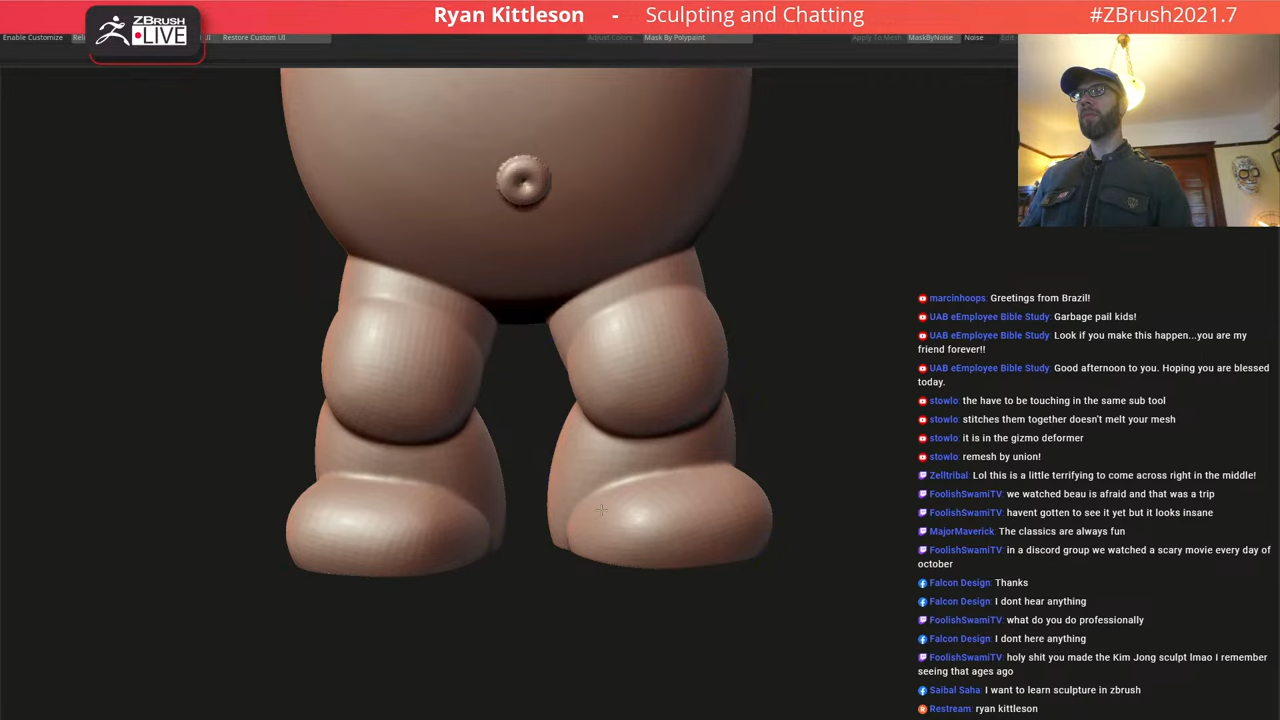 Ryan Kittleson - Sculpting and Chatting #ZBrush2021.7
ZBRUSH
LIVE
Enable Customize UI Restore Custom UI Adjust Colors Mask By Polypaint Apply To Mesh MaskByNoise Noise Edit
marcinhoops: Greetings from Brazil!
UAB eEmployee Bible Study: Garbage pail kids!
UAB eEmployee Bible Study: Look if you make this happen...you are my
friend forever!!
UAB eEmployee Bible Study: Good afternoon to you. Hoping you are blessed
today.
stowlo: the have to be touching in the same sub tool
stowlo: stitches them together doesn't melt your mesh
stowlo: it is in the gizmo deformer
stowlo: remesh by union!
Zelltribal: Lol this is a little terrifying to come across right in the middle!
FoolishSwamiTV: we watched beau is afraid and that was a trip
FoolishSwamiTV: havent gotten to see it yet but it looks insane
MajorMaverick: The classics are always fun
FoolishSwamiTV: in a discord group we watched a scary movie every day of
october
Falcon Design: Thanks
Falcon Design: I dont hear anything
FoolishSwamiTV: what do you do professionally
Falcon Design: I dont here anything
FoolishSwamiTV: holy shit you made the Kim Jong sculpt lmao I remember
seeing that ages ago
Saibal Saha: I want to learn sculpture in zbrush
Restream: ryan kittleson